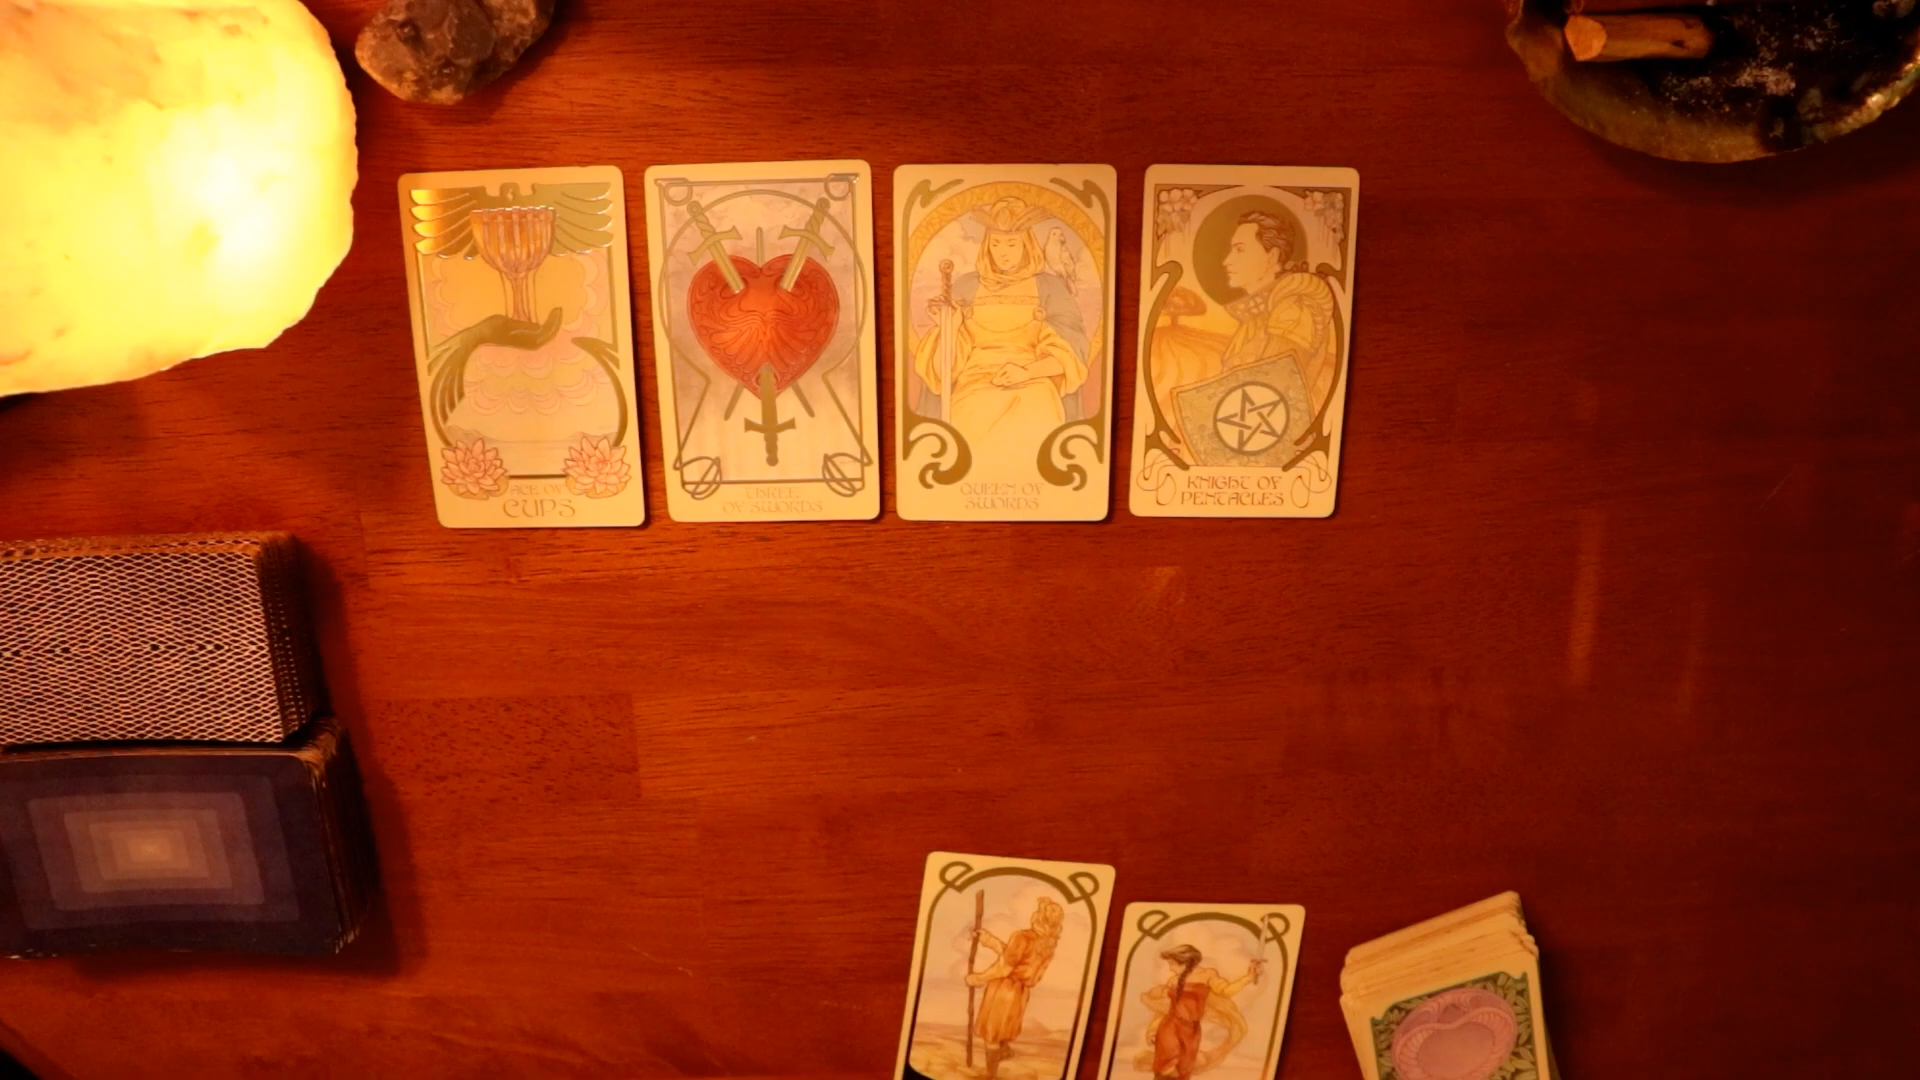 ACE OF
CUPS
THREE
OF SWORDS
QUEEN OF
SWORDS
KNIGHT OF
PENTACLES